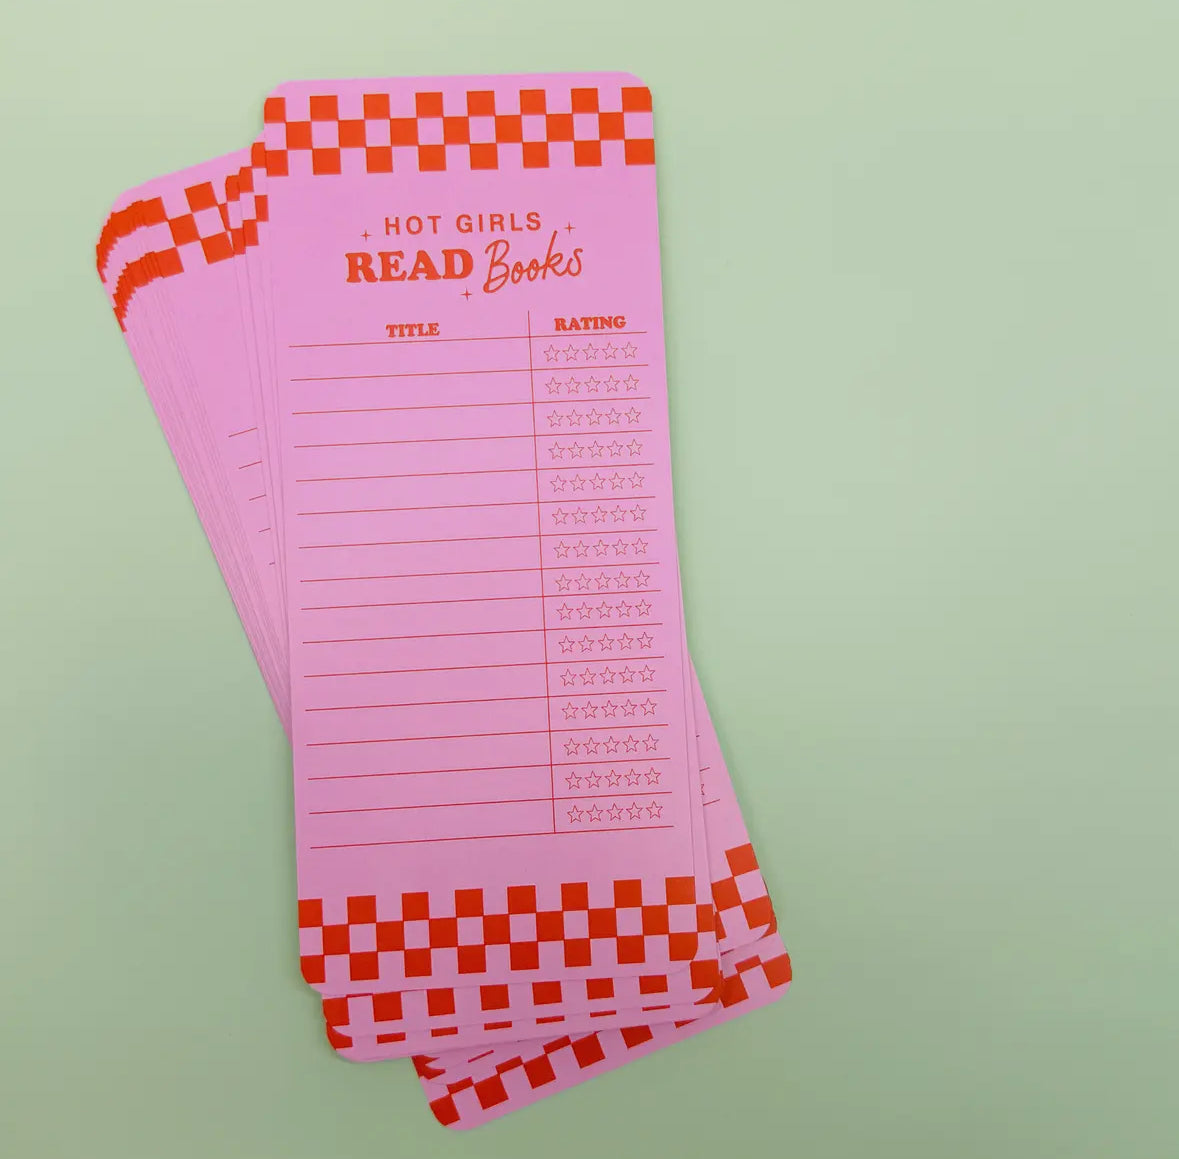 HOT GIRLS
READ Books
TITLE RATING